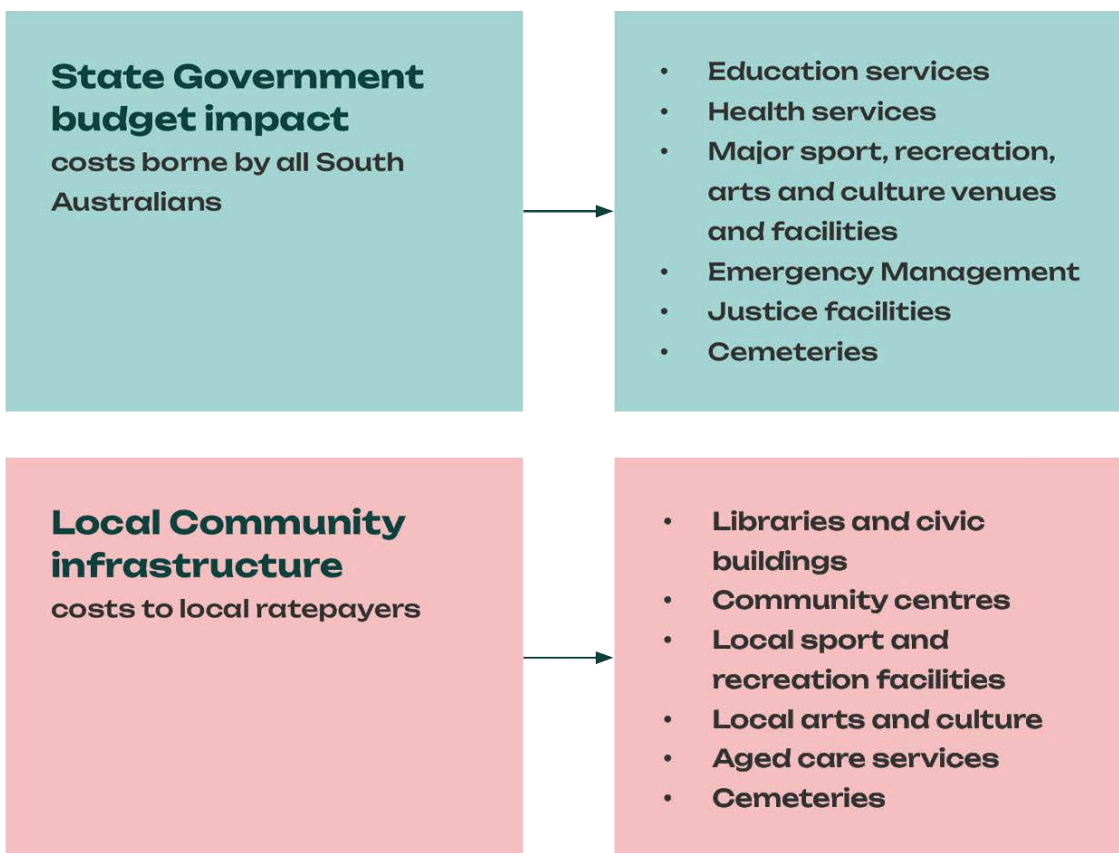 State Government
budget impact
costs borne by all South
Australians
• Education services
• Health services
• Major sport, recreation,
arts and culture venues
and facilities
• Emergency Management
• Justice facilities
• Cemeteries
Local Community
infrastructure
costs to local ratepayers
• Libraries and civic
buildings
• Community centres
• Local sport and
recreation facilities
• Local arts and culture
• Aged care services
• Cemeteries